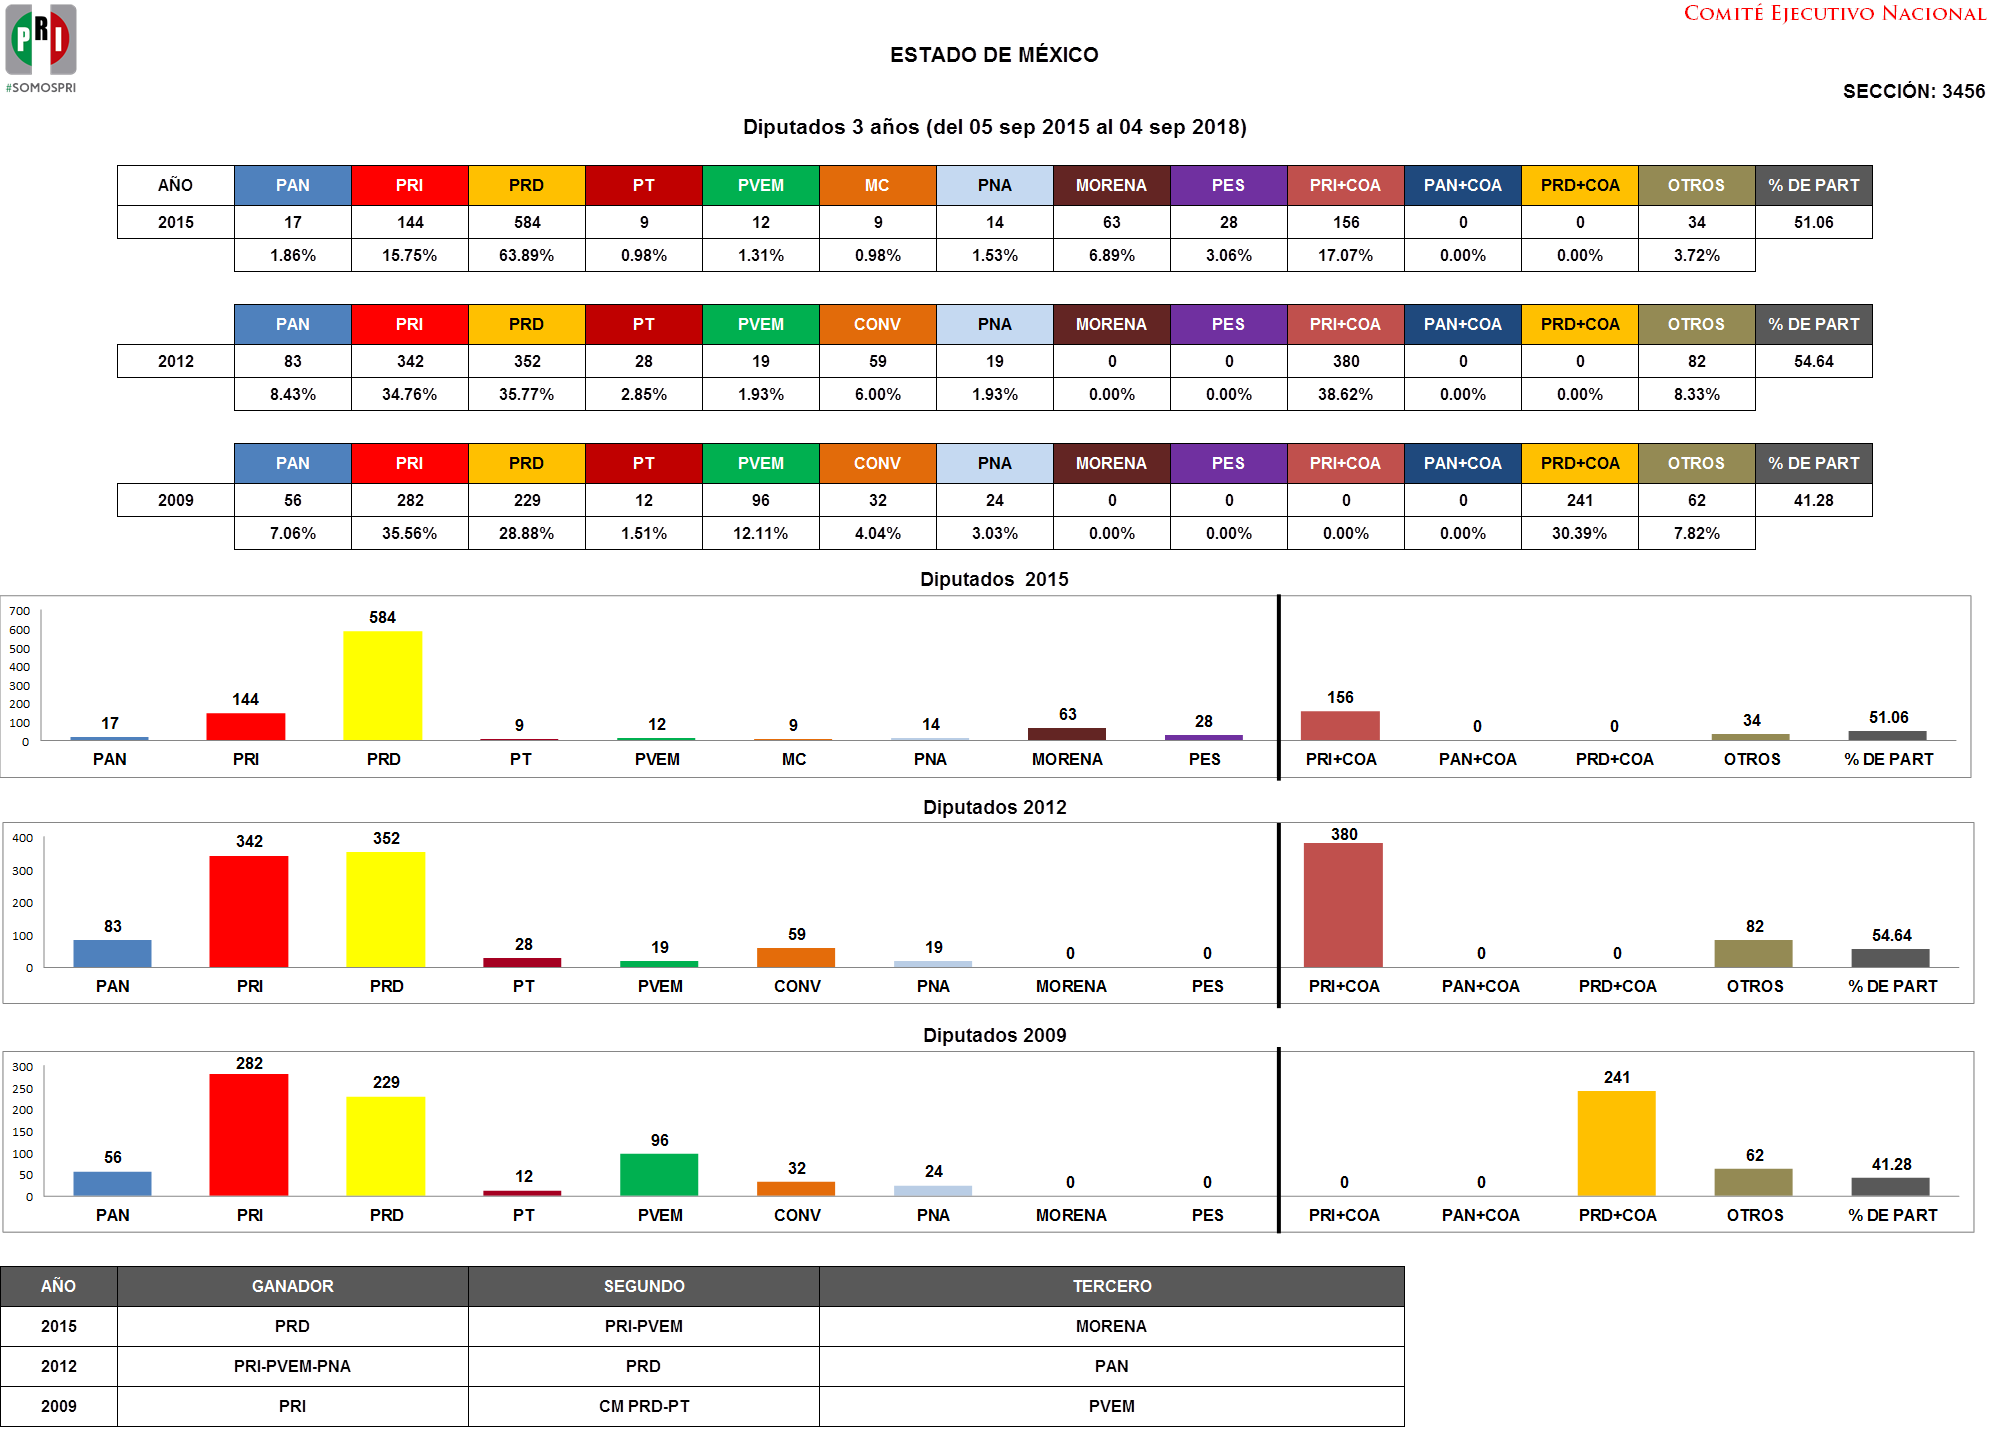 PRI
#SOMOSPRI
COMITÉ EJECUTIVO NACIONAL
ESTADO DE MÉXICO
SECCIÓN: 3456
Diputados 3 años (del 05 sep 2015 al 04 sep 2018)
AÑO PAN PRI PRD PT PVEM MC PNA MORENA PES PRI+COA PAN+COA PRD+COA OTROS % DE PART
2015 17 144 584 9 12 9 14 63 28 156 0 0 34 51.06
1.86% 15.75% 63.89% 0.98% 1.31% 0.98% 1.53% 6.89% 3.06% 17.07% 0.00% 0.00% 3.72%
PAN PRI PRD PT PVEM CONV PNA MORENA PES PRI+COA PAN+COA PRD+COA OTROS % DE PART
2012 83 342 352 28 19 59 19 0 0 380 0 0 82 54.64
8.43% 34.76% 35.77% 2.85% 1.93% 6.00% 1.93% 0.00% 0.00% 38.62% 0.00% 0.00% 8.33%
PAN PRI PRD PT PVEM CONV PNA MORENA PES PRI+COA PAN+COA PRD+COA OTROS % DE PART
2009 56 282 229 12 96 32 24 0 0 0 0 241 62 41.28
7.06% 35.56% 28.88% 1.51% 12.11% 4.04% 3.03% 0.00% 0.00% 0.00% 0.00% 30.39% 7.82%
Diputados 2015
700
600
500
400
300
200
100
0
17 144 584 9 12 9 14 63 28 156 0 0 34 51.06
PAN PRI PRD PT PVEM MC PNA MORENA PES PRI+COA PAN+COA PRD+COA OTROS % DE PART
Diputados 2012
400
300
200
100
0
83 342 352 28 19 59 19 0 0 380 0 0 82 54.64
PAN PRI PRD PT PVEM CONV PNA MORENA PES PRI+COA PAN+COA PRD+COA OTROS % DE PART
Diputados 2009
300
250
200
150
100
50
0
56 282 229 12 96 32 24 0 0 0 0 241 62 41.28
PAN PRI PRD PT PVEM CONV PNA MORENA PES PRI+COA PAN+COA PRD+COA OTROS % DE PART
AÑO GANADOR SEGUNDO TERCERO
2015 PRD PRI-PVEM MORENA
2012 PRI-PVEM-PNA PRD PAN
2009 PRI CM PRD-PT PVEM